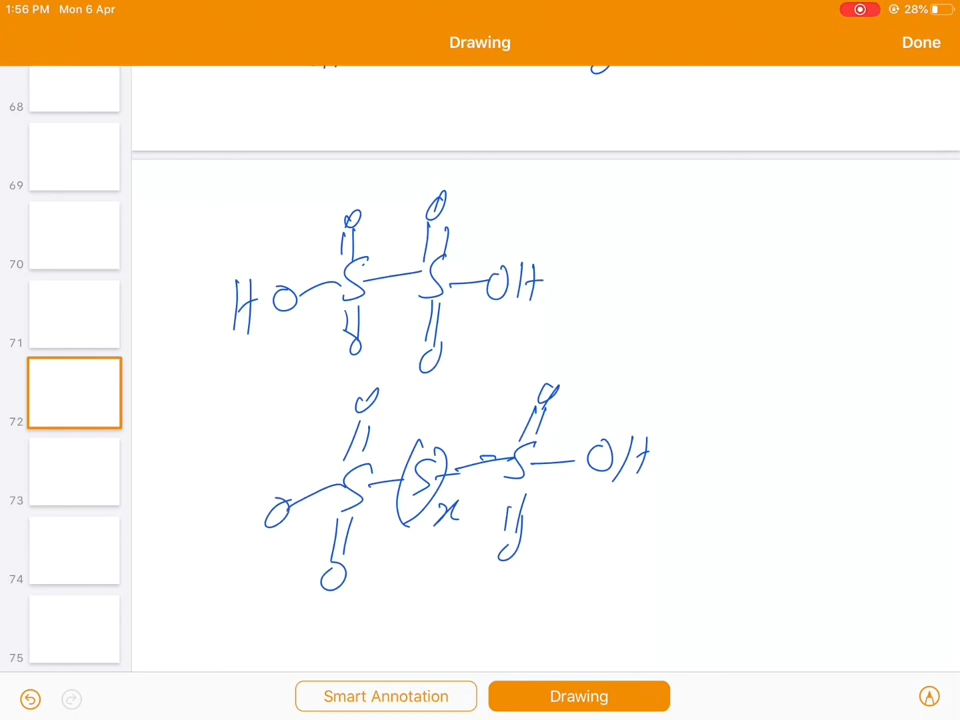 1:56 PM Mon 6 Apr 28%
Drawing Done
68
69
70
71
72
73
74
75
O O
HO S S OH
O O
O O
O S (S)x S OH
O O
Smart Annotation Drawing